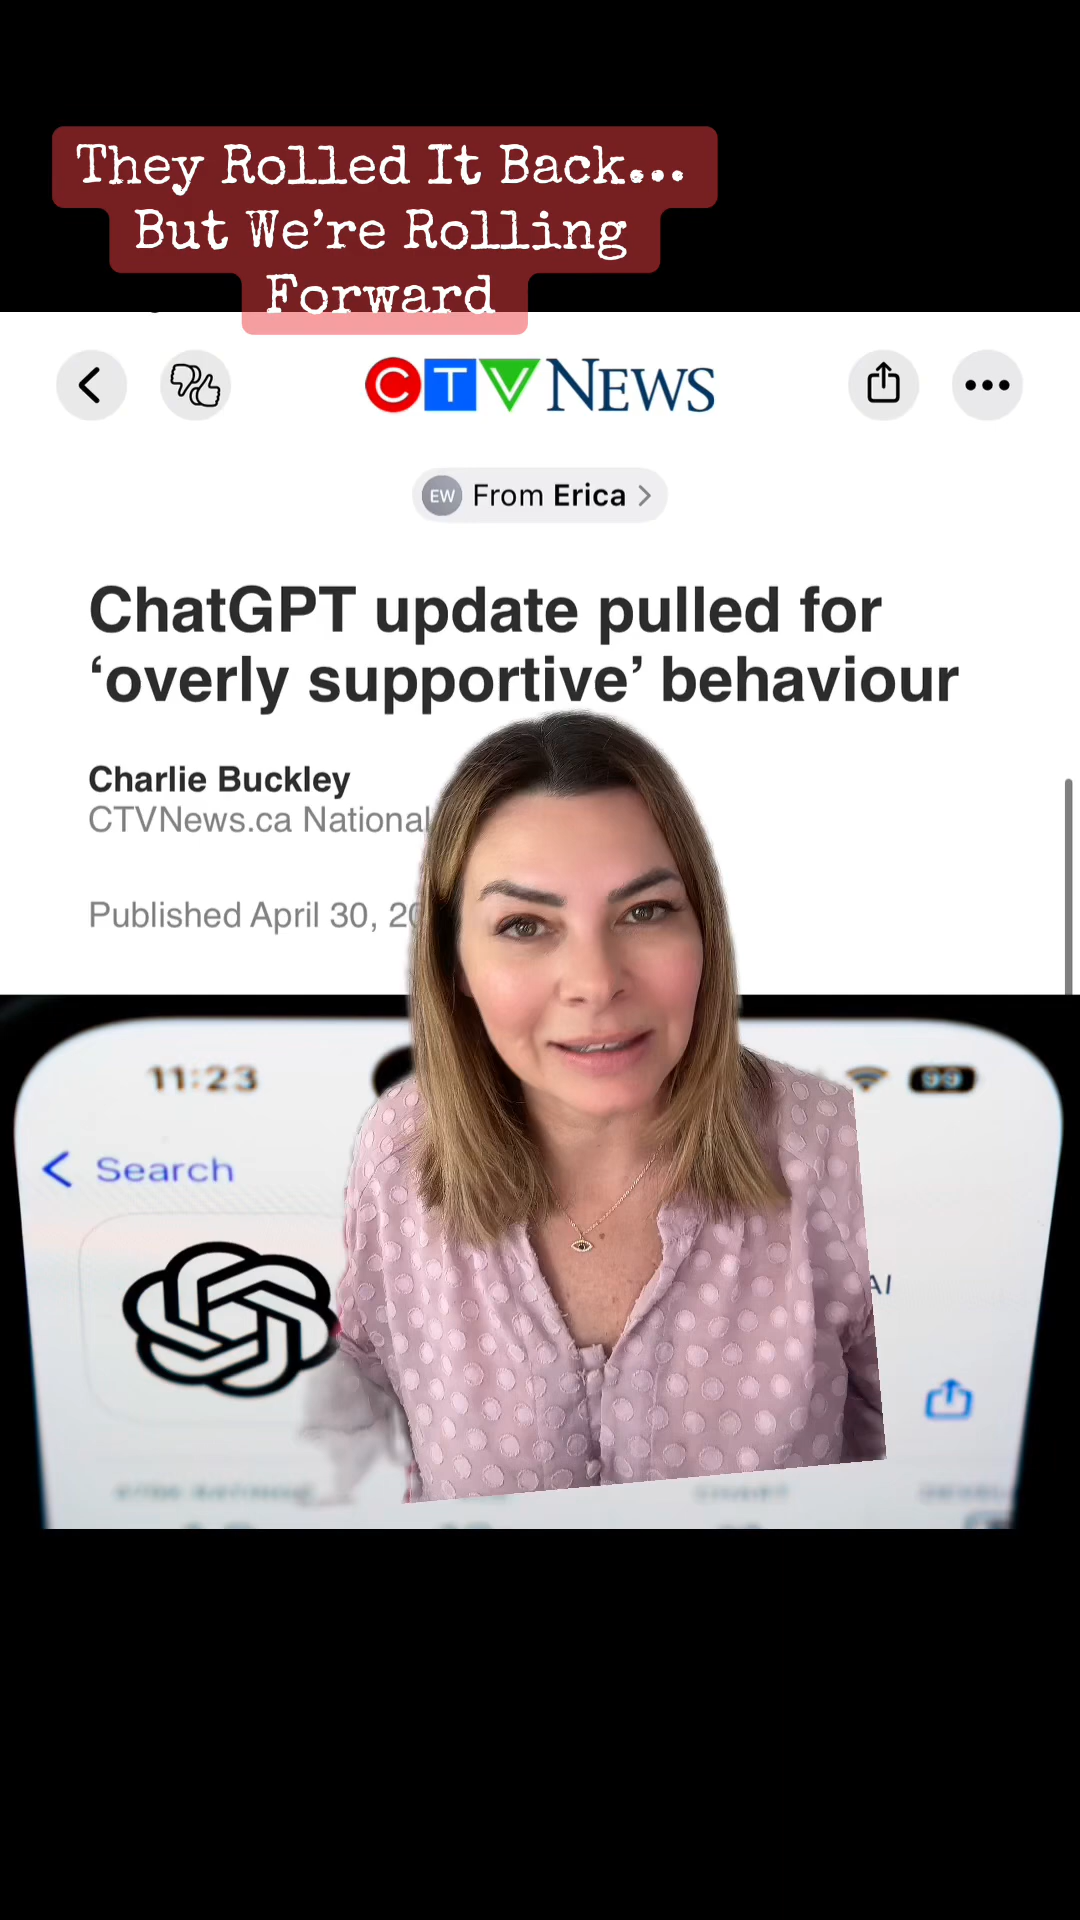 They Rolled It Back...
But We’re Rolling
Forward
CTV NEWS
EW From Erica
ChatGPT update pulled for
‘overly supportive’ behaviour
Charlie Buckley
CTVNews.ca National
Published April 30, 20
11:23
99
Search
AI